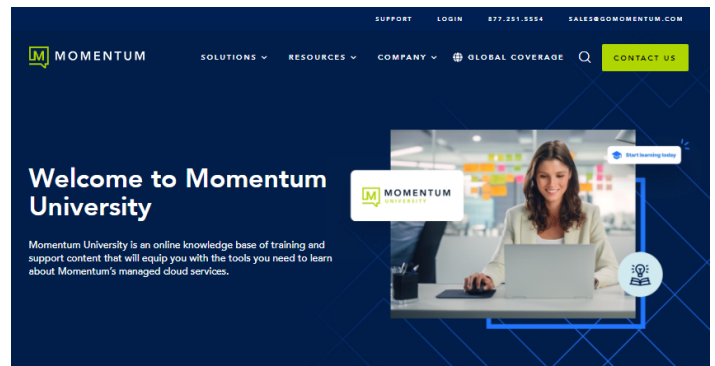 SUPPORT LOGIN 877.251.5554 SALES@GOMOMENTUM.COM
MOMENTUM SOLUTIONS RESOURCES COMPANY GLOBAL COVERAGE CONTACT US
Start learning today
Welcome to Momentum
University
MOMENTUM
UNIVERSITY
Momentum University is an online knowledge base of training and
support content that will equip you with the tools you need to learn
about Momentum's managed cloud services.